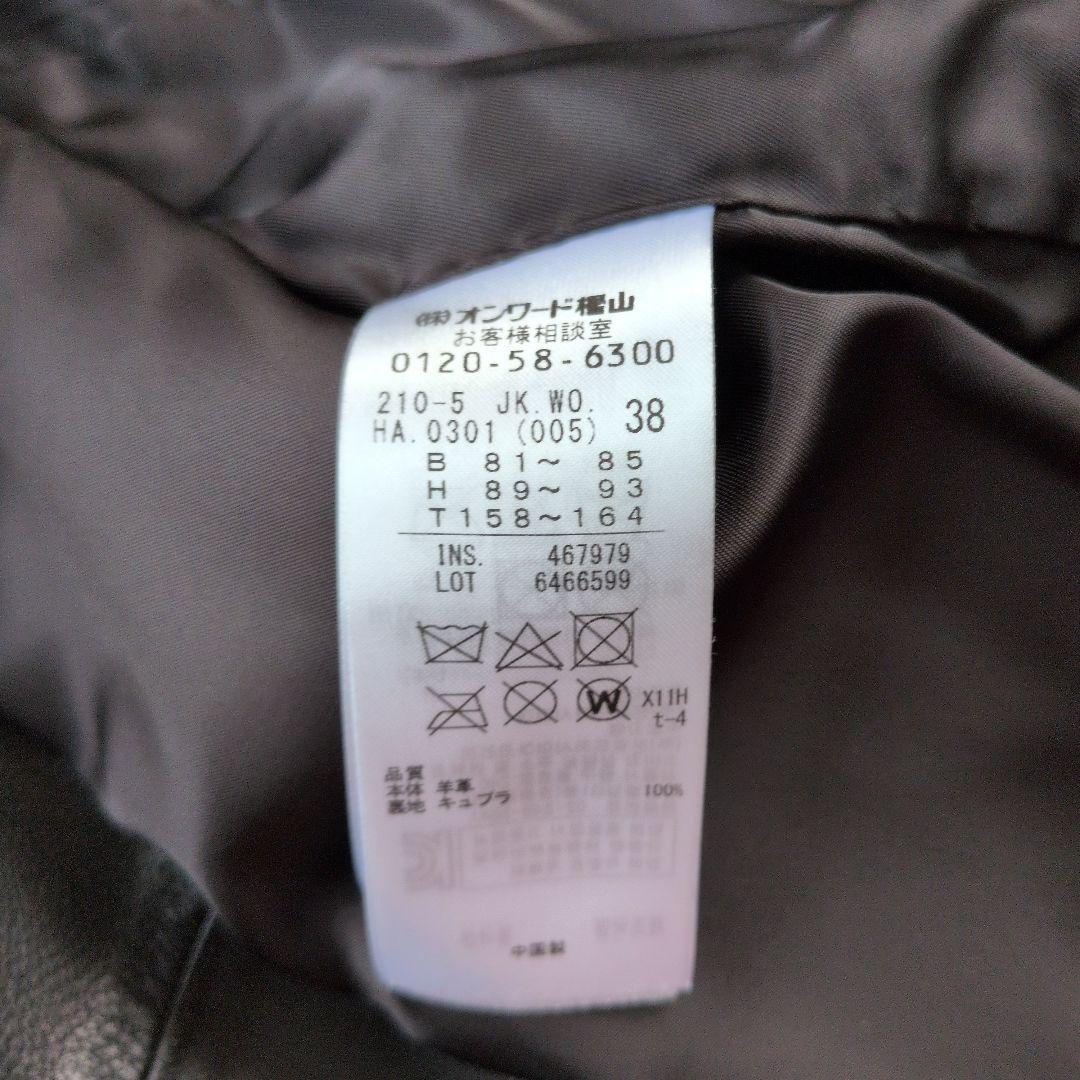 ㈱オンワード樫山
お客様相談室
0120-58-6300
210-5 JK.WO. 38
HA.0301 (005)
B 81～ 85
H 89～ 93
T158～164
INS. 467979
LOT 6466599
W X11H
t-4
品質
本体 羊革
裏地 キュプラ 100%
中国製